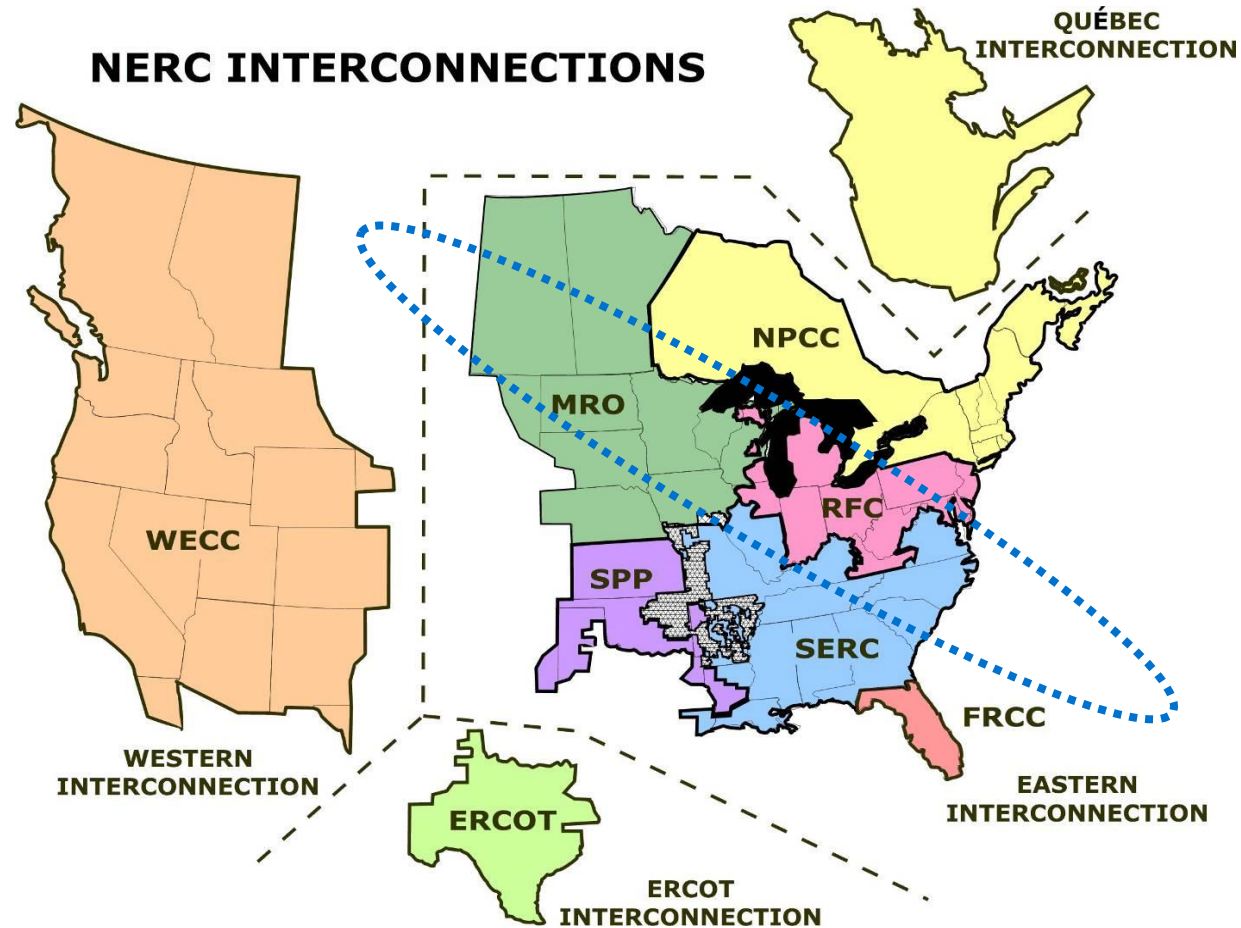 QUÉBEC
INTERCONNECTION
NERC INTERCONNECTIONS
NPCC
MRO
RFC
WECC
SPP
SERC
FRCC
WESTERN
INTERCONNECTION
EASTERN
INTERCONNECTION
ERCOT
ERCOT
INTERCONNECTION